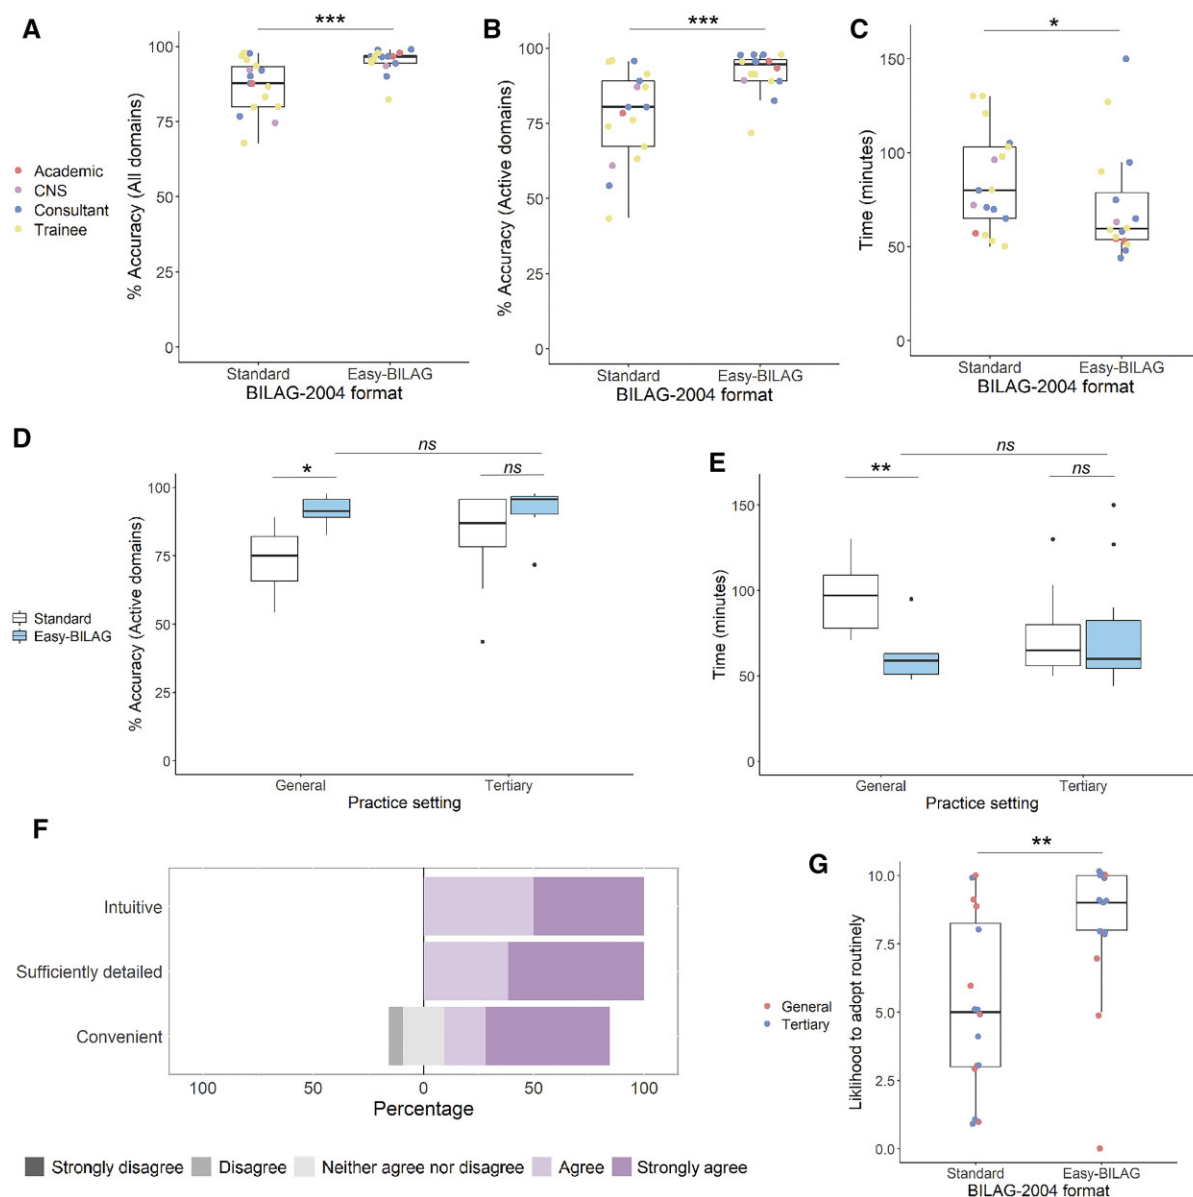 A
***
% Accuracy (All domains)
100
75
50
25
0
Standard
Easy-BILAG
BILAG-2004 format
Academic
CNS
Consultant
Trainee
B
***
% Accuracy (Active domains)
100
75
50
25
0
Standard
Easy-BILAG
BILAG-2004 format
C
*
Time (minutes)
150
100
50
0
Standard
Easy-BILAG
BILAG-2004 format
D
ns
*
ns
% Accuracy (Active domains)
100
75
50
25
0
General
Tertiary
Practice setting
Standard
Easy-BILAG
E
ns
**
ns
Time (minutes)
150
100
50
0
General
Tertiary
Practice setting
F
Intuitive
Sufficiently detailed
Convenient
100 50 0 50 100
Percentage
Strongly disagree Disagree Neither agree nor disagree Agree Strongly agree
G
**
Liklihood to adopt routinely
10.0
7.5
5.0
2.5
0.0
Standard
Easy-BILAG
BILAG-2004 format
General
Tertiary